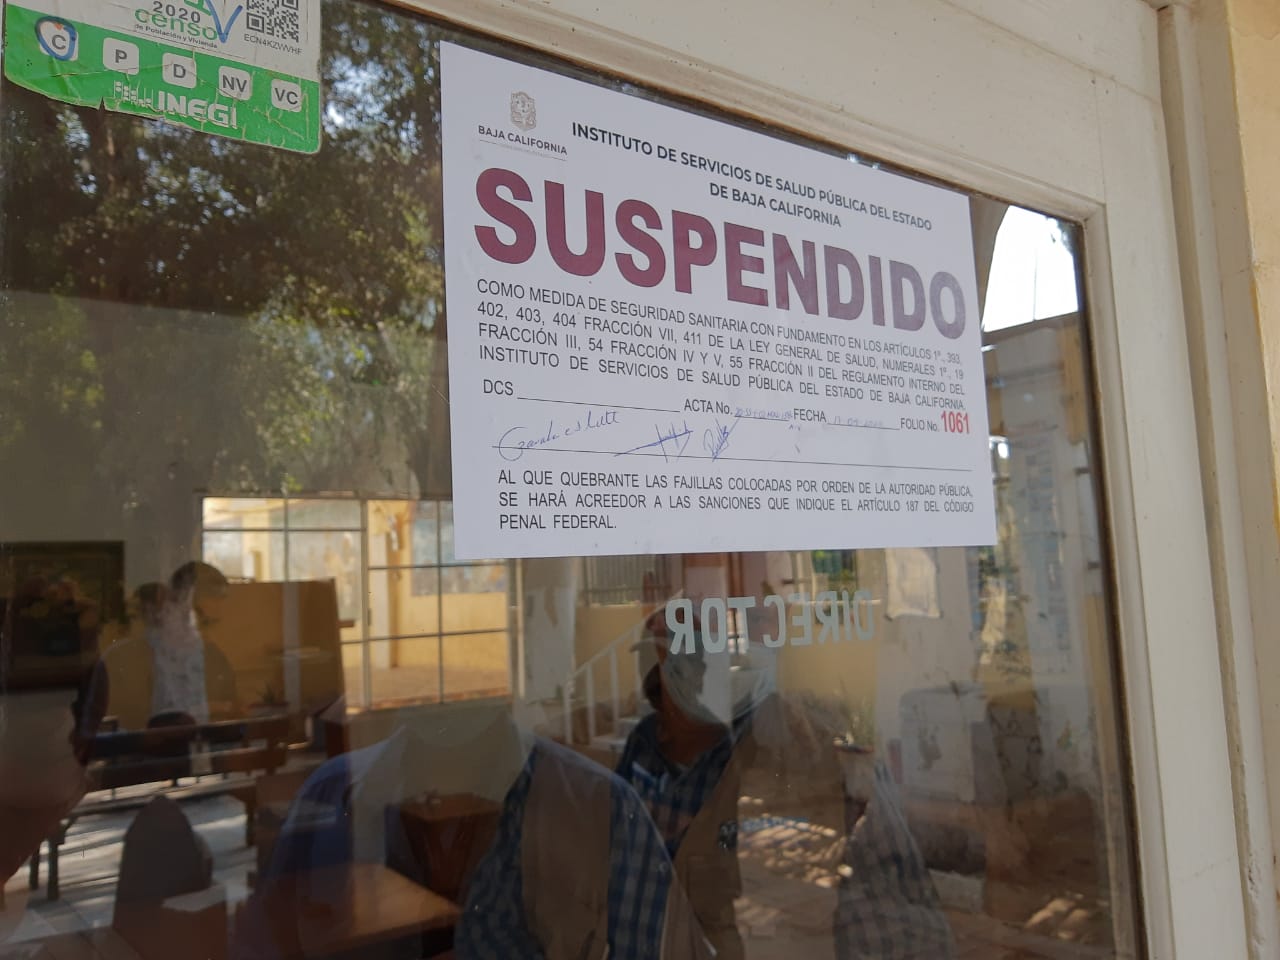 2020
censo
de Población y Vivienda
ECN4KZWVHF
C P D NV VC
INEGI
BAJA CALIFORNIA
INSTITUTO DE SERVICIOS DE SALUD PÚBLICA DEL ESTADO
DE BAJA CALIFORNIA
SUSPENDIDO
COMO MEDIDA DE SEGURIDAD SANITARIA CON FUNDAMENTO EN LOS ARTÍCULOS 1º., 393,
402, 403, 404 FRACCIÓN VII, 411 DE LA LEY GENERAL DE SALUD, NUMERALES 1º., 19
FRACCIÓN III, 54 FRACCIÓN IV Y V, 55 FRACCIÓN II DEL REGLAMENTO INTERNO DEL
INSTITUTO DE SERVICIOS DE SALUD PÚBLICA DEL ESTADO DE BAJA CALIFORNIA.
DCS ACTA No. FECHA FOLIO No. 1061
AL QUE QUEBRANTE LAS FAJILLAS COLOCADAS POR ORDEN DE LA AUTORIDAD PÚBLICA,
SE HARÁ ACREEDOR A LAS SANCIONES QUE INDIQUE EL ARTÍCULO 187 DEL CÓDIGO
PENAL FEDERAL.
DIRECTOR